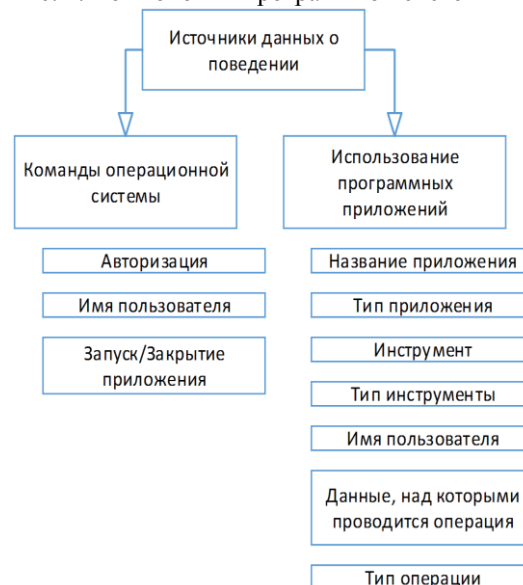 Источники данных о
поведении
Команды операционной
системы
Авторизация
Имя пользователя
Запуск/Закрытие
приложения
Использование
программных
приложений
Название приложения
Тип приложения
Инструмент
Тип инструменты
Имя пользователя
Данные, над которыми
проводится операция
Тип операции